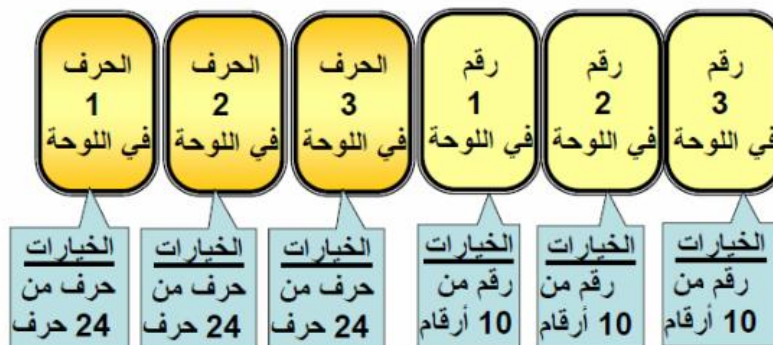 الحرف
1
في اللوحة
الحرف
2
في اللوحة
الحرف
3
في اللوحة
رقم
1
في اللوحة
رقم
2
في اللوحة
رقم
3
في اللوحة
الخيارات
حرف من
24 حرف
الخيارات
حرف من
24 حرف
الخيارات
حرف من
24 حرف
الخيارات
رقم من
10 أرقام
الخيارات
رقم من
10 أرقام
الخيارات
رقم من
10 أرقام